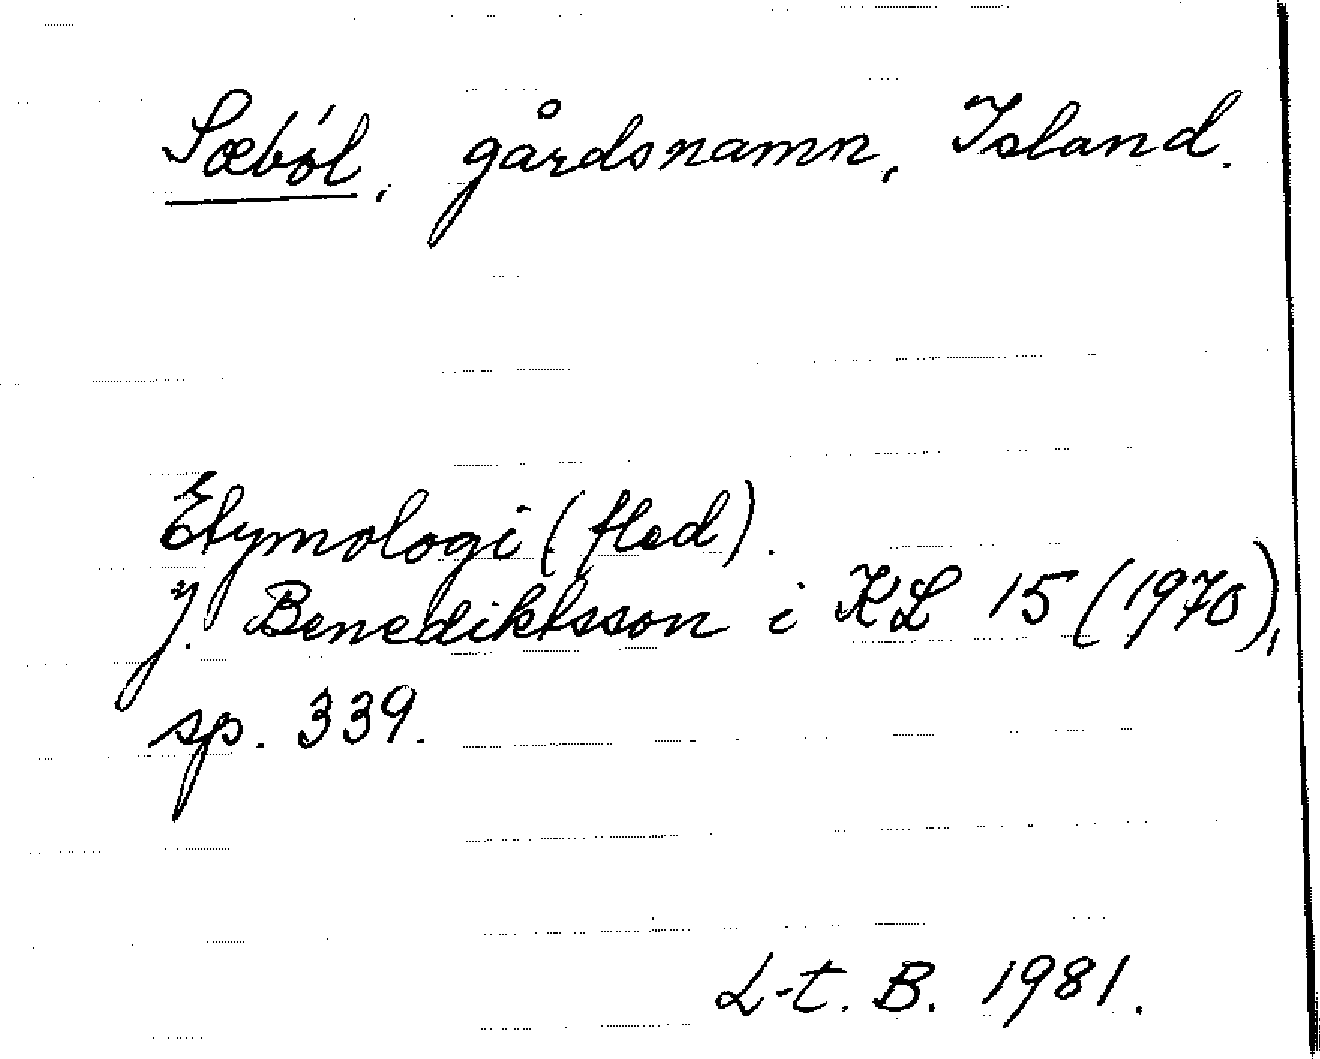 Sæból, gårdsnamn, Island.
Etymologi (fled).
J. Benediktsson i KL 15 (1970),
sp. 339.
L-t. B. 1981.